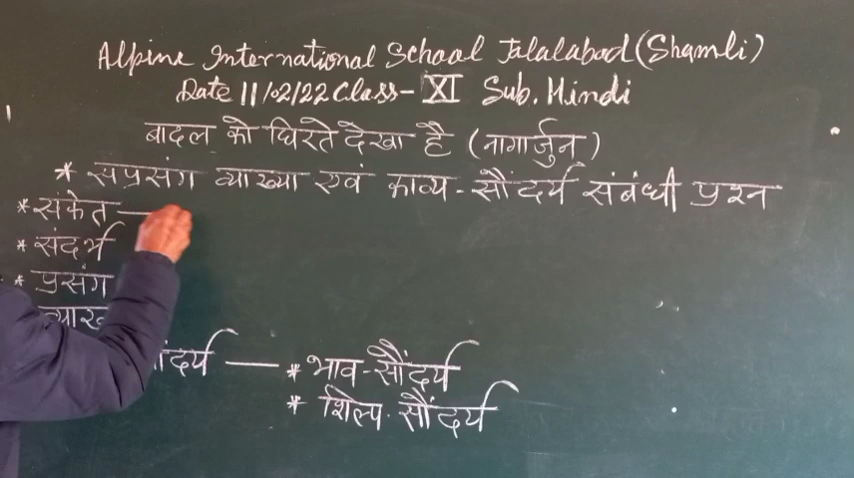 Alpine International School Jalalabad (Shamli)
Date 11/02/22 Class- XI Sub. Hindi
बादल को घिरते देखा है (नागार्जुन)
* सप्रसंग व्याख्या एवं काव्य-सौंदर्य संबंधी प्रश्न
* संकेत —
* संदर्भ
* प्रसंग
— * भाव-सौंदर्य
* शिल्प-सौंदर्य